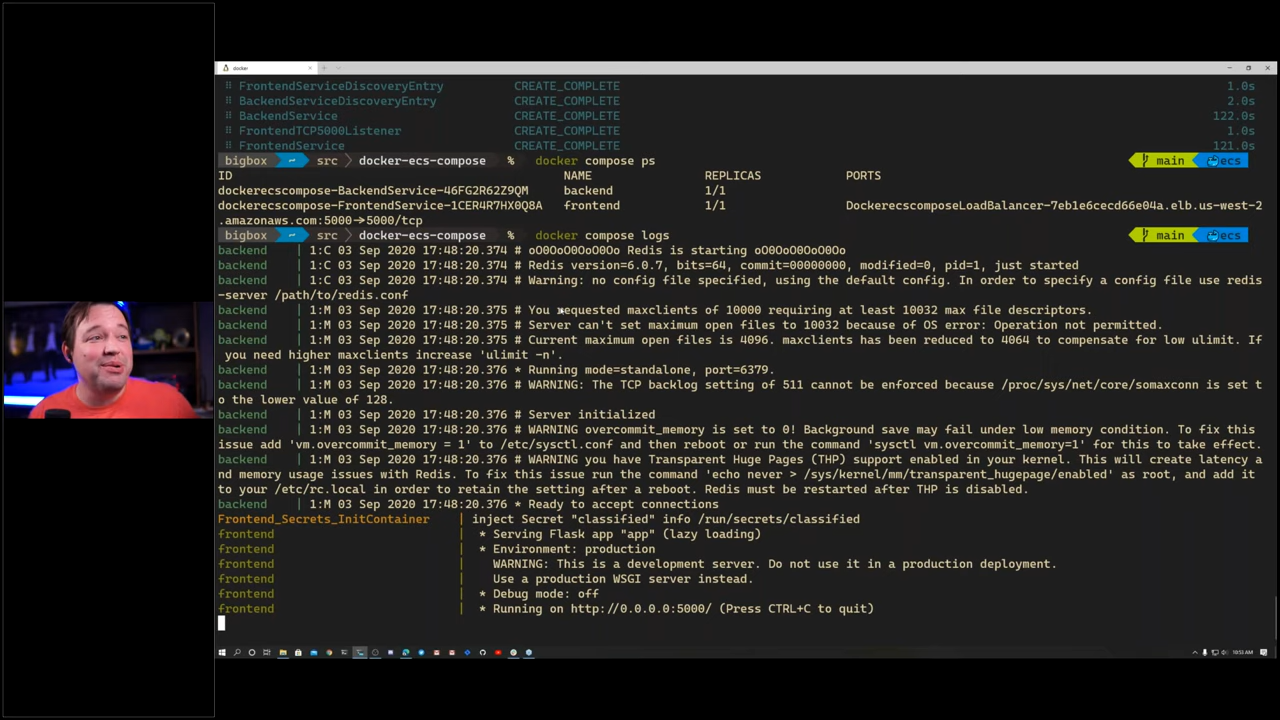 docker
FrontendServiceDiscoveryEntry CREATE_COMPLETE 1.0s
BackendServiceDiscoveryEntry CREATE_COMPLETE 2.0s
BackendService CREATE_COMPLETE 122.0s
FrontendTCP5000Listener CREATE_COMPLETE 1.0s
FrontendService CREATE_COMPLETE 121.0s
bigbox ~ src docker-ecs-compose % docker compose ps main ecs
ID NAME REPLICAS PORTS
dockerecscompose-BackendService-46FG2R62Z9QM backend 1/1
dockerecscompose-FrontendService-1CER4R7HX0Q8A frontend 1/1 DockerecscomposeLoadBalancer-7eb1e6cecd66e04a.elb.us-west-2
.amazonaws.com:5000->5000/tcp
bigbox ~ src docker-ecs-compose % docker compose logs main ecs
backend | 1:C 03 Sep 2020 17:48:20.374 # oO0OoO0OoO0Oo Redis is starting oO0OoO0OoO0Oo
backend | 1:C 03 Sep 2020 17:48:20.374 # Redis version=6.0.7, bits=64, commit=00000000, modified=0, pid=1, just started
backend | 1:C 03 Sep 2020 17:48:20.374 # Warning: no config file specified, using the default config. In order to specify a config file use redis
-server /path/to/redis.conf
backend | 1:M 03 Sep 2020 17:48:20.375 # You requested maxclients of 10000 requiring at least 10032 max file descriptors.
backend | 1:M 03 Sep 2020 17:48:20.375 # Server can't set maximum open files to 10032 because of OS error: Operation not permitted.
backend | 1:M 03 Sep 2020 17:48:20.375 # Current maximum open files is 4096. maxclients has been reduced to 4064 to compensate for low ulimit. If
you need higher maxclients increase 'ulimit -n'.
backend | 1:M 03 Sep 2020 17:48:20.376 * Running mode=standalone, port=6379.
backend | 1:M 03 Sep 2020 17:48:20.376 # WARNING: The TCP backlog setting of 511 cannot be enforced because /proc/sys/net/core/somaxconn is set t
o the lower value of 128.
backend | 1:M 03 Sep 2020 17:48:20.376 # Server initialized
backend | 1:M 03 Sep 2020 17:48:20.376 # WARNING overcommit_memory is set to 0! Background save may fail under low memory condition. To fix this
issue add 'vm.overcommit_memory = 1' to /etc/sysctl.conf and then reboot or run the command 'sysctl vm.overcommit_memory=1' for this to take effect.
backend | 1:M 03 Sep 2020 17:48:20.376 # WARNING you have Transparent Huge Pages (THP) support enabled in your kernel. This will create latency a
nd memory usage issues with Redis. To fix this issue run the command 'echo never > /sys/kernel/mm/transparent_hugepage/enabled' as root, and add it
to your /etc/rc.local in order to retain the setting after a reboot. Redis must be restarted after THP is disabled.
backend | 1:M 03 Sep 2020 17:48:20.376 * Ready to accept connections
Frontend_Secrets_InitContainer | inject Secret "classified" info /run/secrets/classified
frontend | * Serving Flask app "app" (lazy loading)
frontend | * Environment: production
frontend | WARNING: This is a development server. Do not use it in a production deployment.
frontend | Use a production WSGI server instead.
frontend | * Debug mode: off
frontend | * Running on http://0.0.0.0:5000/ (Press CTRL+C to quit)
10:53 AM